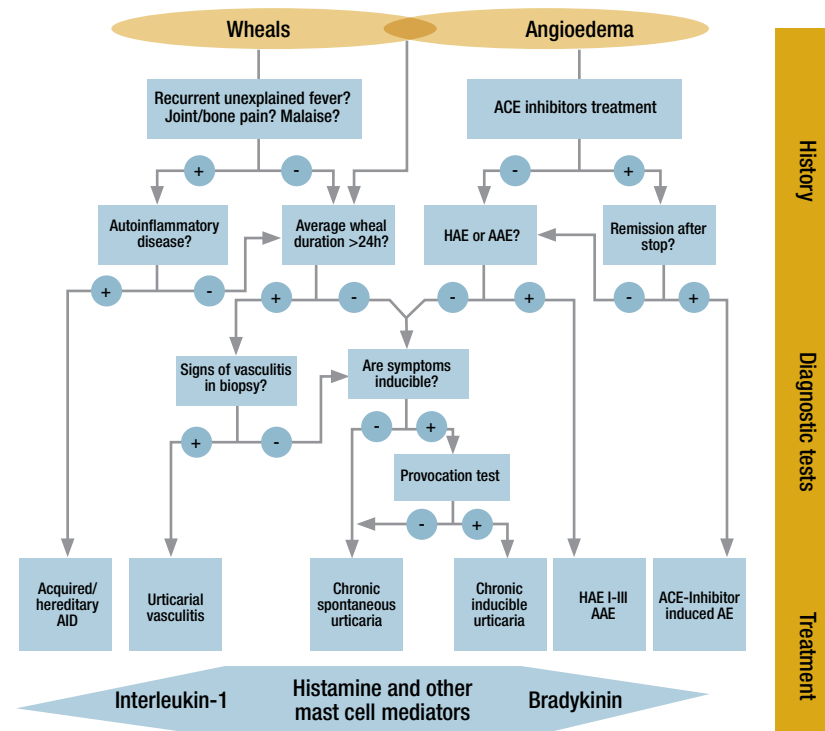 Wheals
Angioedema
Recurrent unexplained fever?
Joint/bone pain? Malaise?
ACE inhibitors treatment
+
-
-
+
Autoinflammatory
disease?
Average wheal
duration >24h?
HAE or AAE?
Remission after
stop?
+
-
+
-
-
+
-
+
Signs of vasculitis
in biopsy?
Are symptoms
inducible?
+
-
-
+
Provocation test
-
+
Acquired/
hereditary
AID
Urticarial
vasculitis
Chronic
spontaneous
urticaria
Chronic
inducible
urticaria
HAE I-III
AAE
ACE-Inhibitor
induced AE
Interleukin-1
Histamine and other
mast cell mediators
Bradykinin
History
Diagnostic tests
Treatment